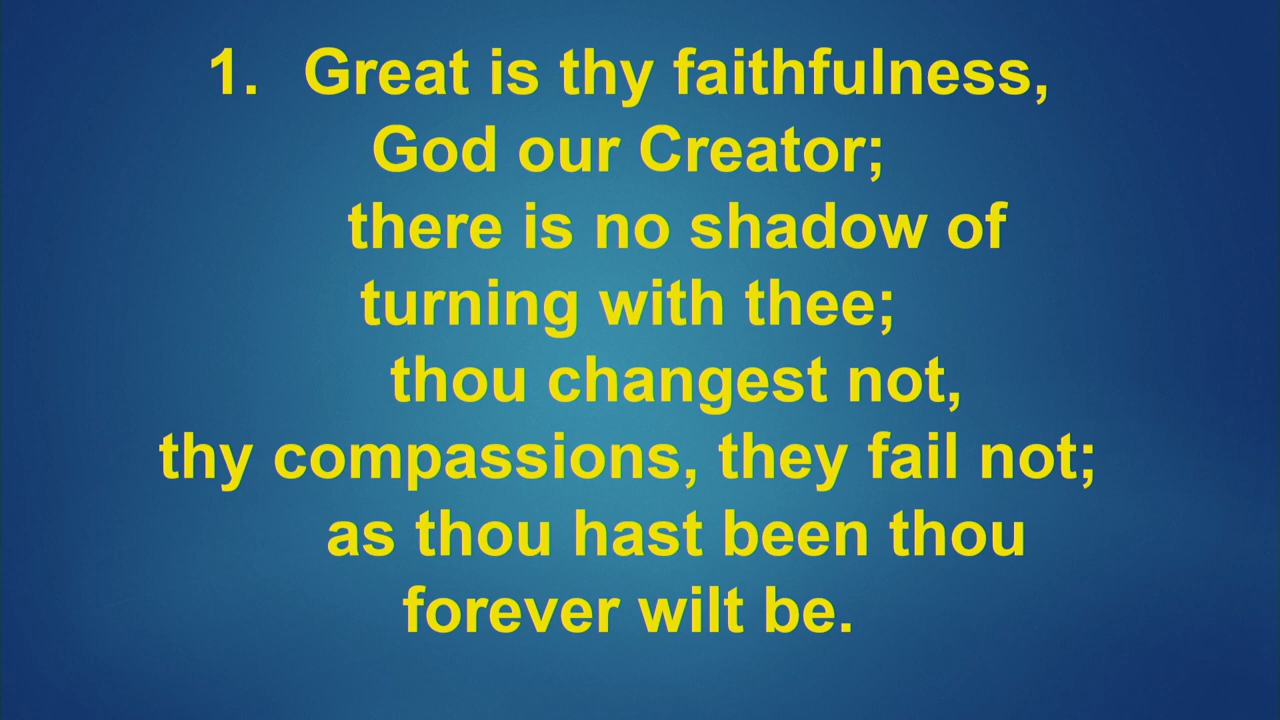 1. Great is thy faithfulness,
God our Creator;
there is no shadow of
turning with thee;
thou changest not,
thy compassions, they fail not;
as thou hast been thou
forever wilt be.